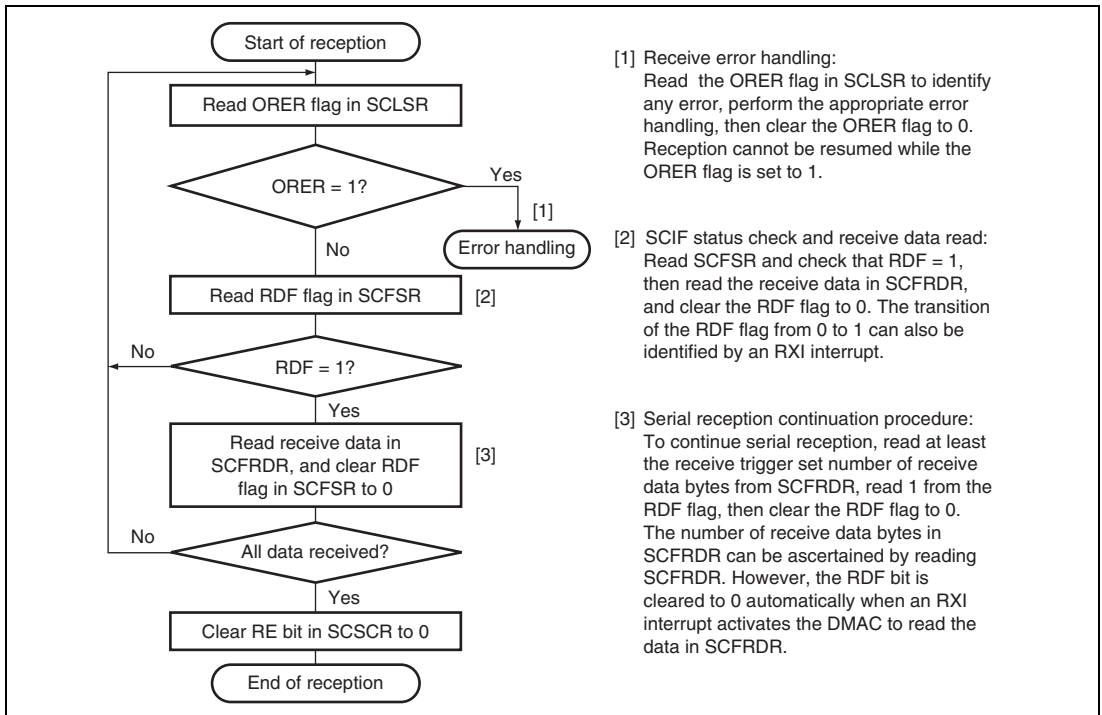 Start of reception
Read ORER flag in SCLSR
ORER = 1?
Yes
[1]
Error handling
No
Read RDF flag in SCFSR
[2]
No
RDF = 1?
Yes
Read receive data in
SCFRDR, and clear RDF
flag in SCFSR to 0
[3]
No
All data received?
Yes
Clear RE bit in SCSCR to 0
End of reception
[1] Receive error handling:
Read the ORER flag in SCLSR to identify
any error, perform the appropriate error
handling, then clear the ORER flag to 0.
Reception cannot be resumed while the
ORER flag is set to 1.
[2] SCIF status check and receive data read:
Read SCFSR and check that RDF = 1,
then read the receive data in SCFRDR,
and clear the RDF flag to 0. The transition
of the RDF flag from 0 to 1 can also be
identified by an RXI interrupt.
[3] Serial reception continuation procedure:
To continue serial reception, read at least
the receive trigger set number of receive
data bytes from SCFRDR, read 1 from the
RDF flag, then clear the RDF flag to 0.
The number of receive data bytes in
SCFRDR can be ascertained by reading
SCFRDR. However, the RDF bit is
cleared to 0 automatically when an RXI
interrupt activates the DMAC to read the
data in SCFRDR.